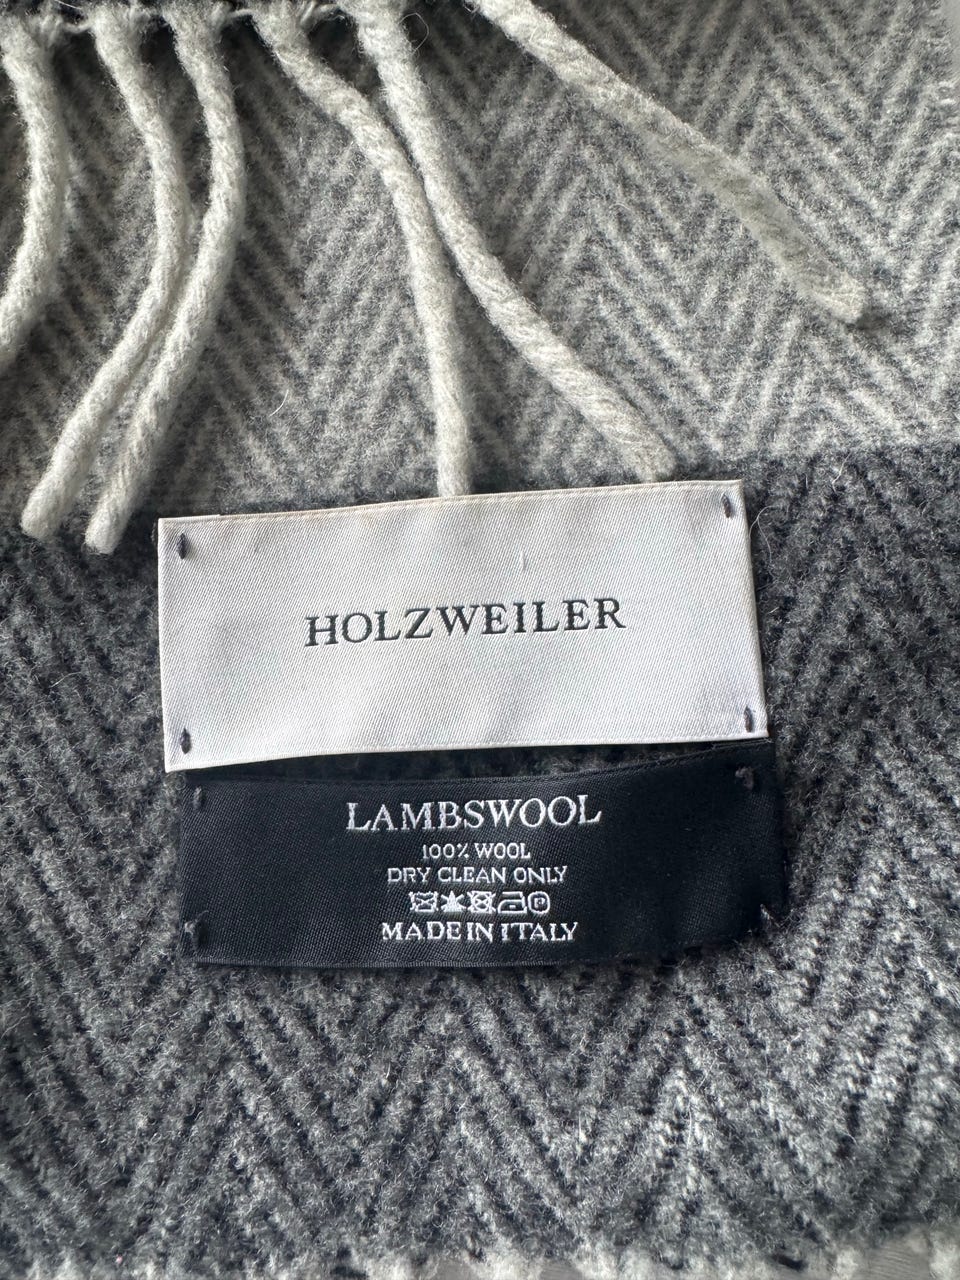 HOLZWEILER
LAMBSWOOL
100% WOOL
DRY CLEAN ONLY
MADE IN ITALY